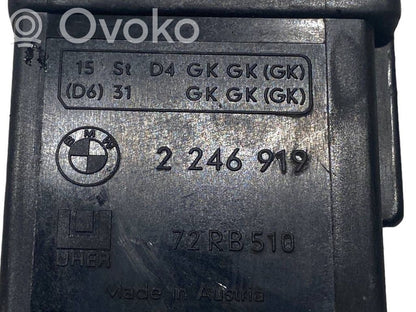 Ovoko
15 St D4 GK GK (GK)
(D6) 31 GK GK (GK)
BMW
2 246 919
UHER
72RB510
Made in Austria